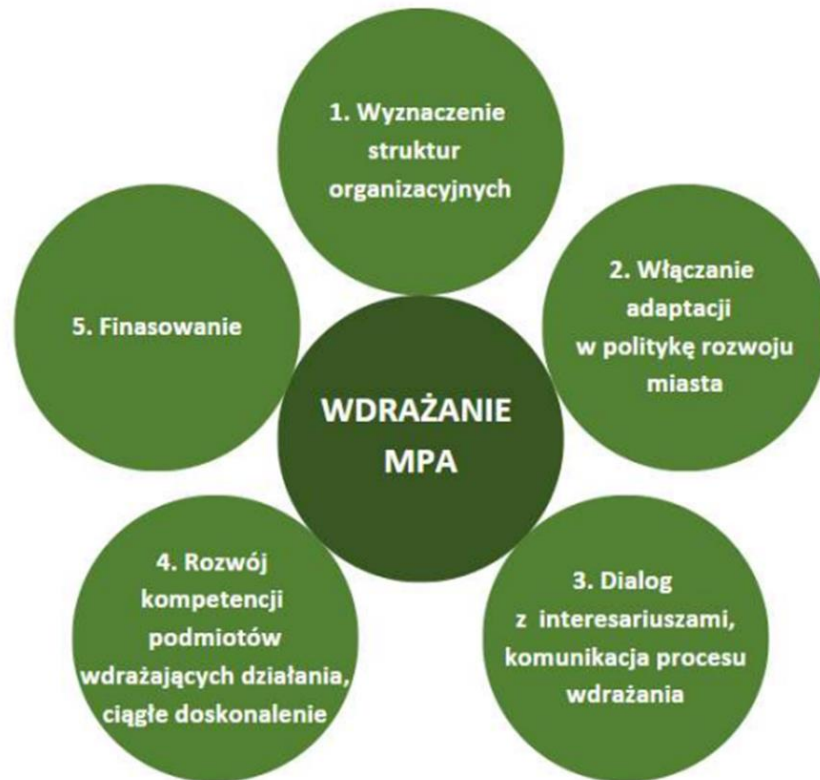 1. Wyznaczenie
struktur
organizacyjnych
2. Włączanie
adaptacji
w politykę rozwoju
miasta
3. Dialog
z interesariuszami,
komunikacja procesu
wdrażania
4. Rozwój
kompetencji
podmiotów
wdrażających działania,
ciągłe doskonalenie
5. Finasowanie
WDRAŻANIE
MPA